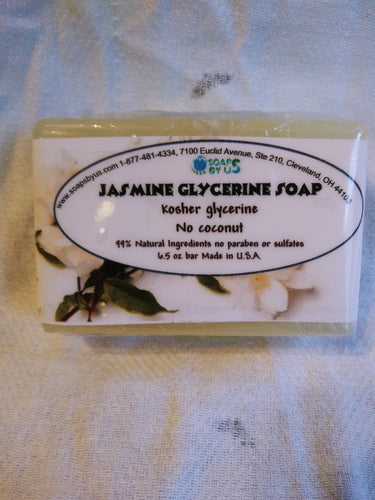 www.soapsbyus.com 1-877-481-4334, 7100 Euclid Avenue, Ste 210, Cleveland, OH 44103
SOAPS
BY US
JASMINE GLYCERINE SOAP
Kosher glycerine
No coconut
99% Natural Ingredients no paraben or sulfates
6.5 oz bar Made in U.S.A.